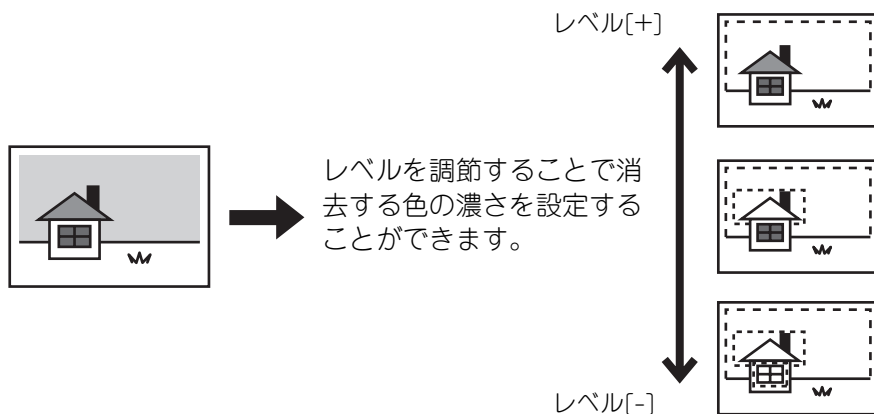 レベル[+]
レベルを調節することで消
去する色の濃さを設定する
ことができます。
レベル[-]